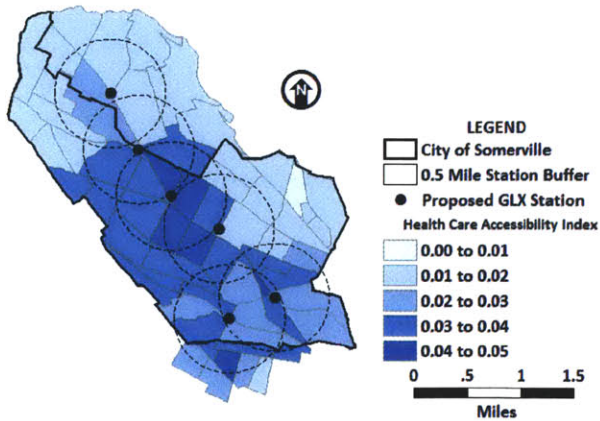 N
LEGEND
City of Somerville
0.5 Mile Station Buffer
Proposed GLX Station
Health Care Accessibility Index
0.00 to 0.01
0.01 to 0.02
0.02 to 0.03
0.03 to 0.04
0.04 to 0.05
0 .5 1 1.5
Miles